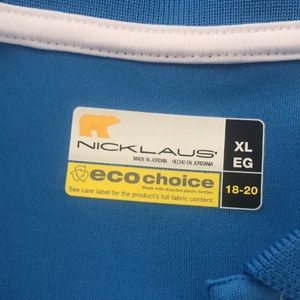 NICKLAUS®
MADE IN JORDAN HECHO EN JORDANIA
XL
EG
eco choice
Made with recycled plastic bottles.
See care label for the product's full fabric content.
18-20